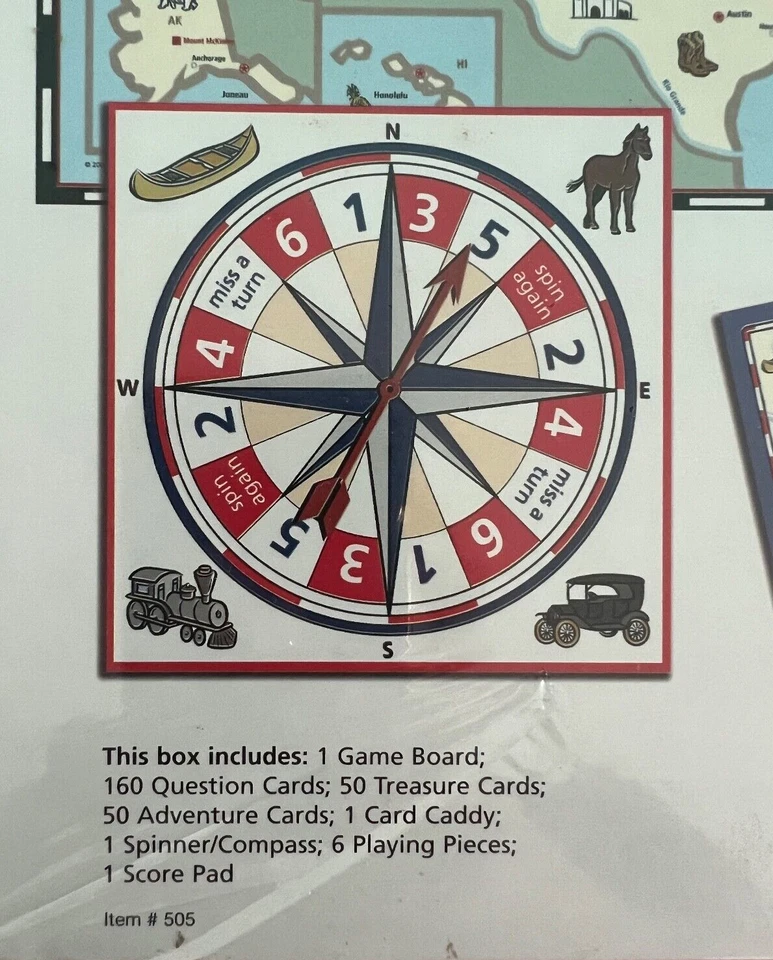 AK
Mount McKinley
Anchorage
Juneau
HI
Honolulu
Austin
Rio Grande
N
1
3
5
spin
again
2
E
4
miss a
turn
6
1
S
3
5
spin
again
2
W
4
miss a
turn
6
This box includes: 1 Game Board;
160 Question Cards; 50 Treasure Cards;
50 Adventure Cards; 1 Card Caddy;
1 Spinner/Compass; 6 Playing Pieces;
1 Score Pad
Item # 505